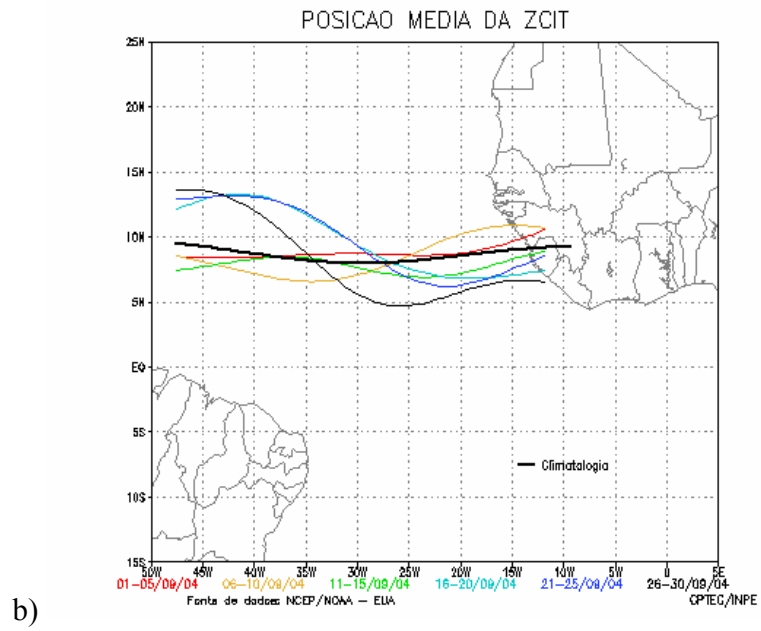 POSICAO MEDIA DA ZCIT
25N
20N
15N
10N
5N
EQ
5S
10S
15S
Climatologia
50W 45W 40W 35W 30W 25W 20W 15W 10W 5W 0 5E
01-05/09/04 06-10/09/04 11-15/09/04 16-20/09/04 21-25/09/04 26-30/09/04
Fonte de dados: NCEP/NOAA - EUA CPTEC/INPE
b)